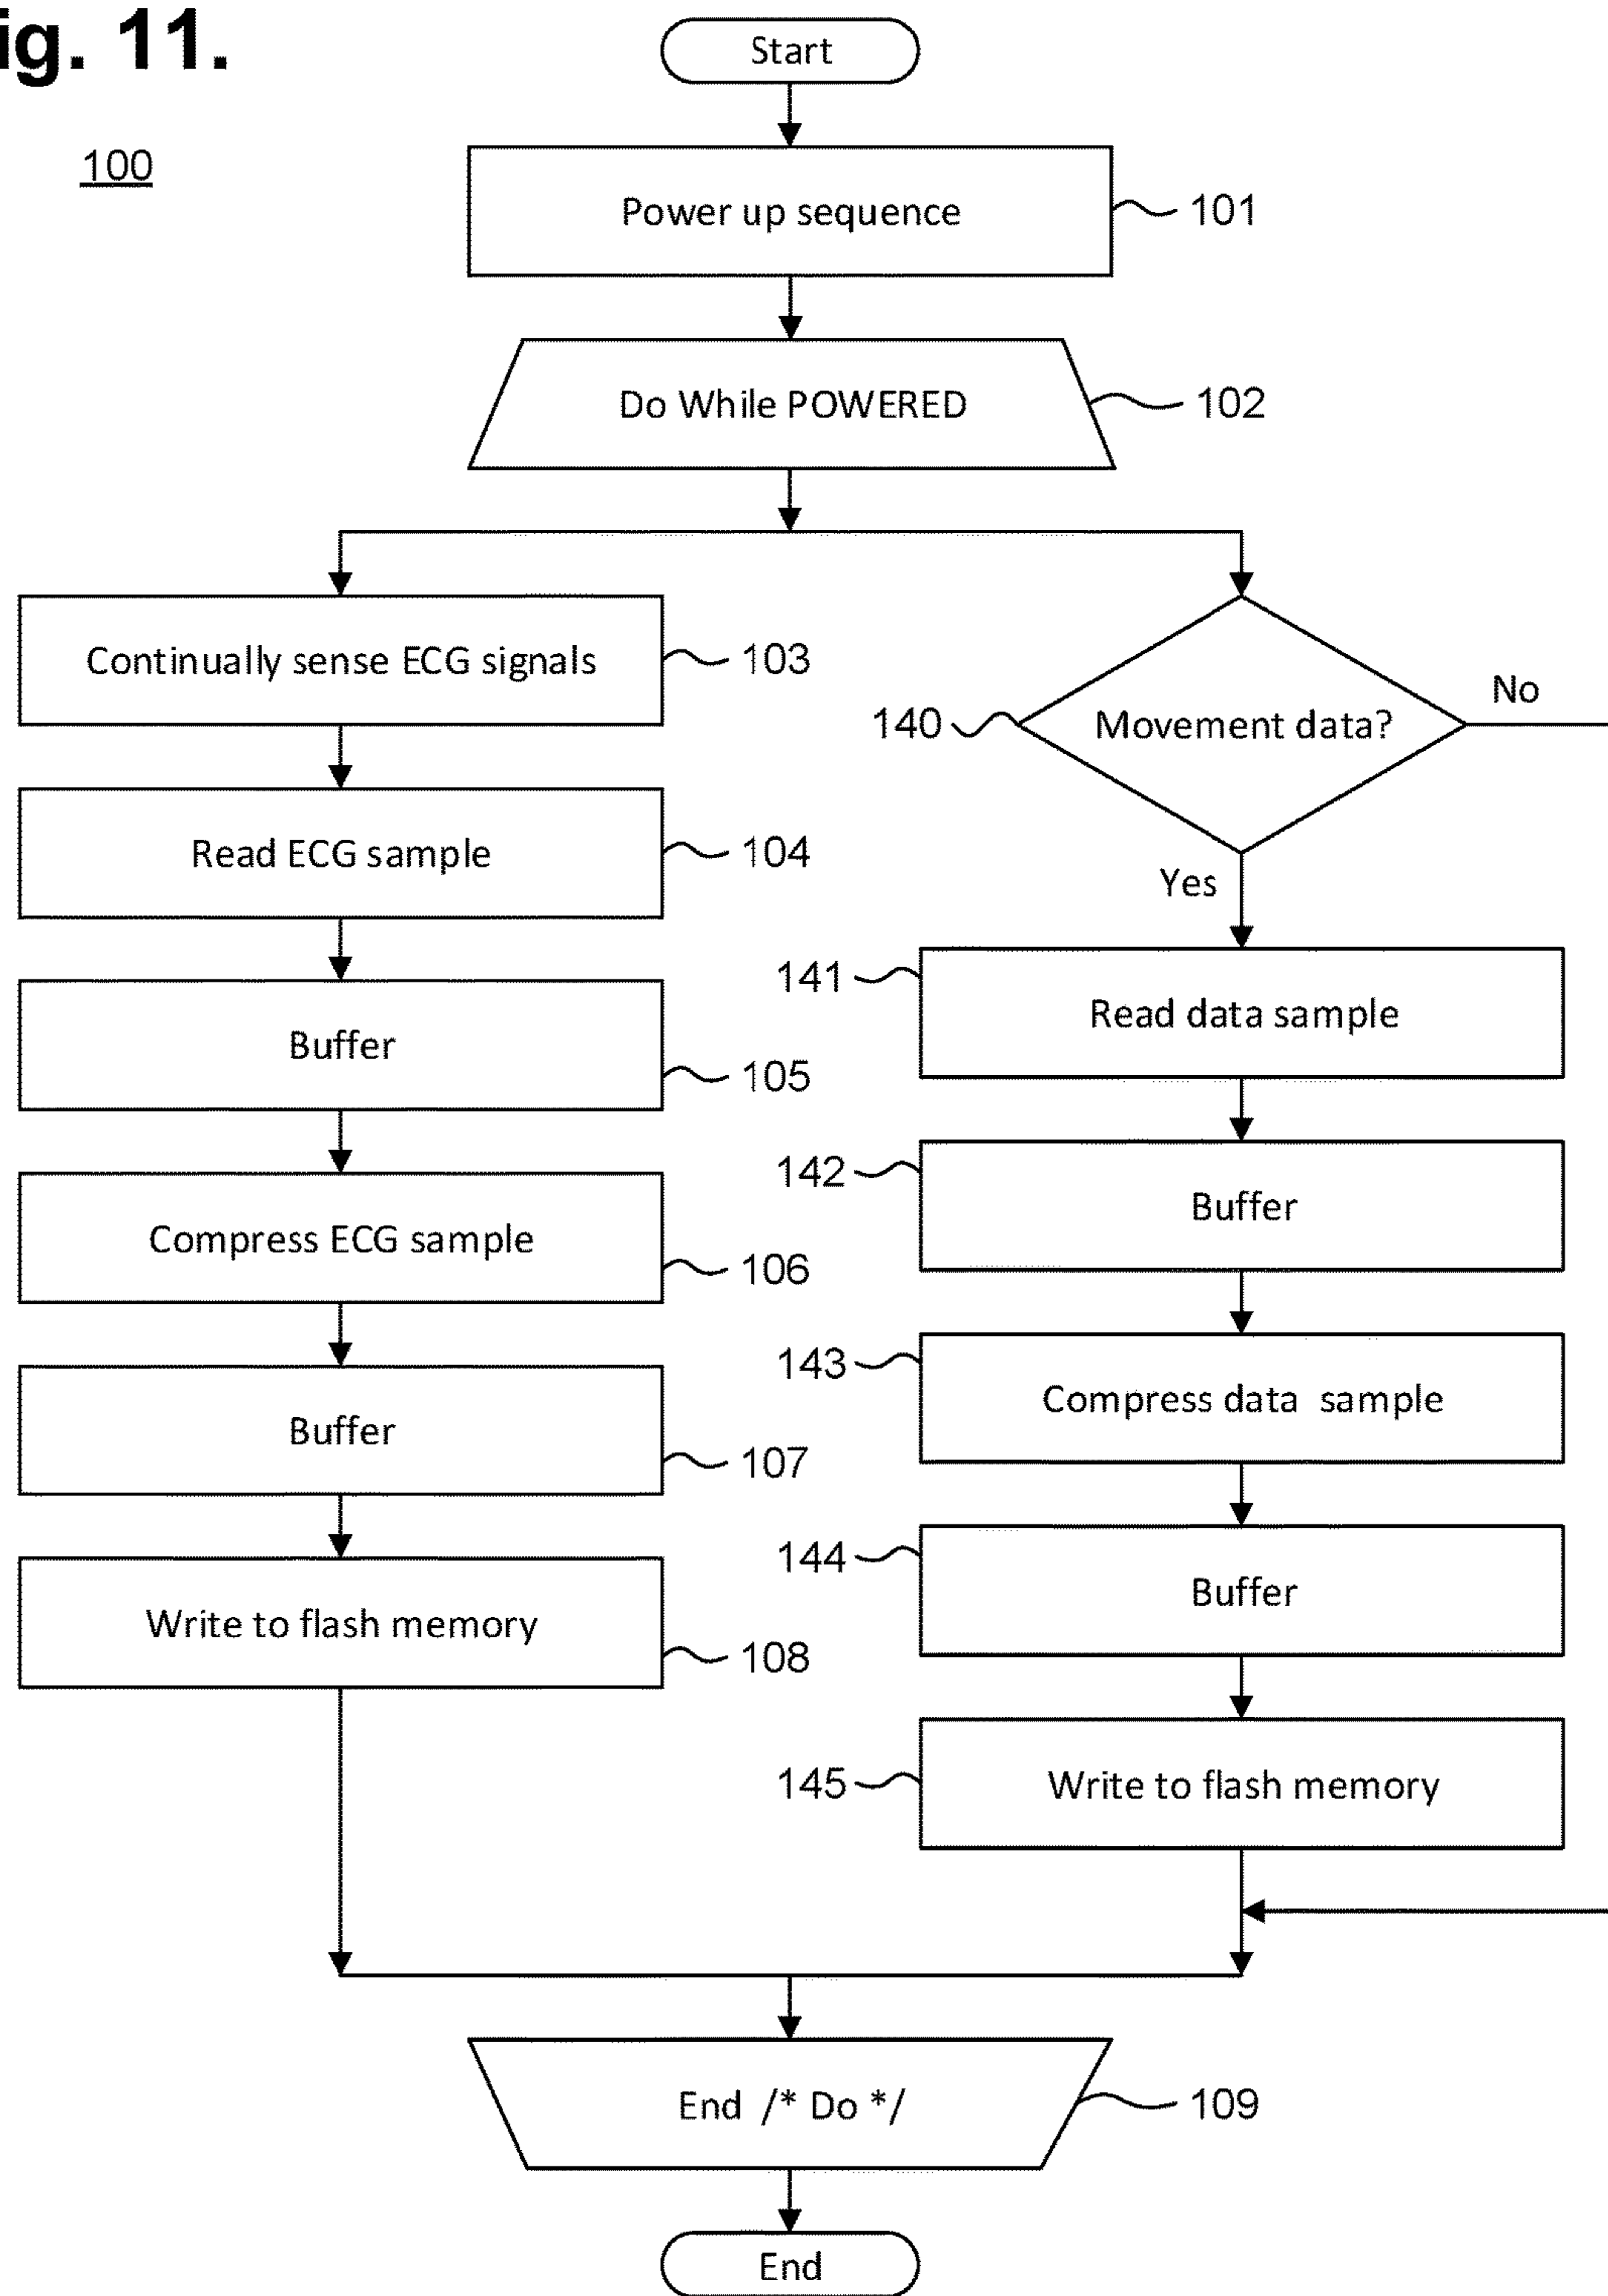 ig. 11.
100
Start
Power up sequence
101
Do While POWERED
102
Continually sense ECG signals
103
Read ECG sample
104
Buffer
105
Compress ECG sample
106
Buffer
107
Write to flash memory
108
140
Movement data?
No
Yes
141
Read data sample
142
Buffer
143
Compress data sample
144
Buffer
145
Write to flash memory
End /* Do */
109
End